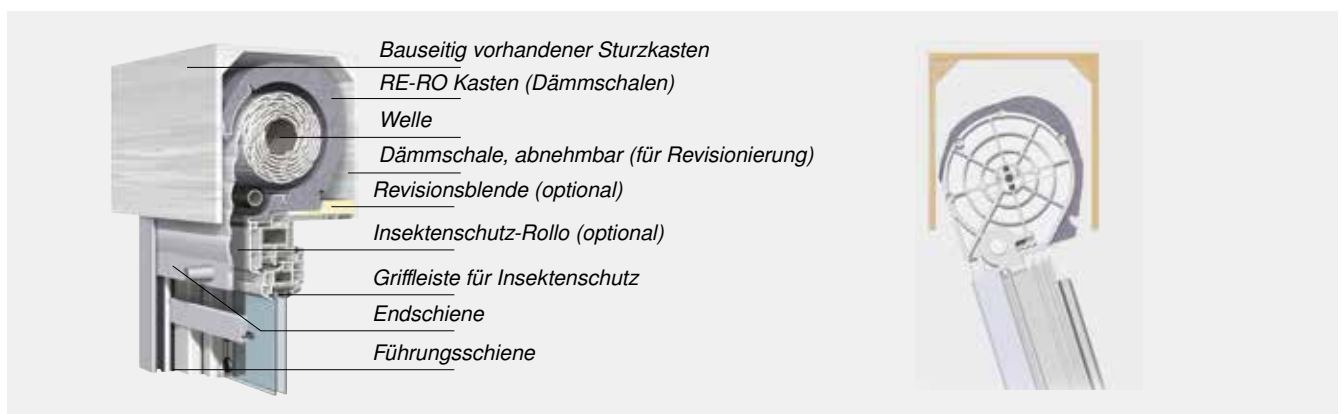 Bauseitig vorhandener Sturzkasten
RE-RO Kasten (Dämmschalen)
Welle
Dämmschale, abnehmbar (für Revisionierung)
Revisionsblende (optional)
Insektenschutz-Rollo (optional)
Griffleiste für Insektenschutz
Endschiene
Führungsschiene